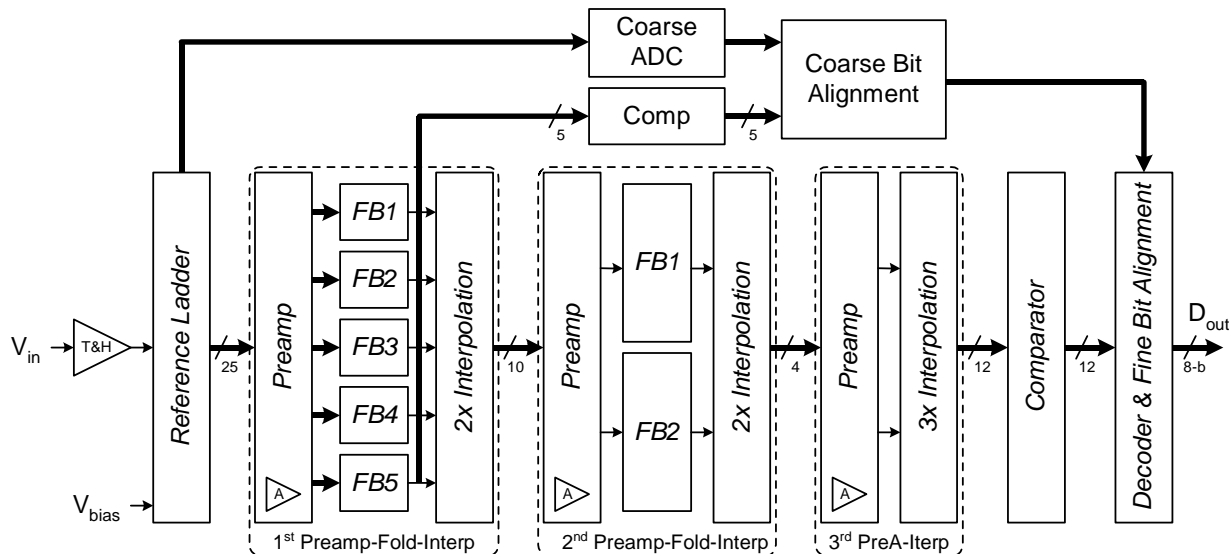 Coarse
ADC
Coarse Bit
Alignment
Comp
5
5
V_in
T&H
V_bias
Reference Ladder
25
Preamp
A
FB1
FB2
FB3
FB4
FB5
2x Interpolation
1st Preamp-Fold-Interp
10
Preamp
A
FB1
FB2
2x Interpolation
2nd Preamp-Fold-Interp
4
Preamp
A
3x Interpolation
3rd PreA-Iterp
12
Comparator
12
Decoder & Fine Bit Alignment
D_out
8-b